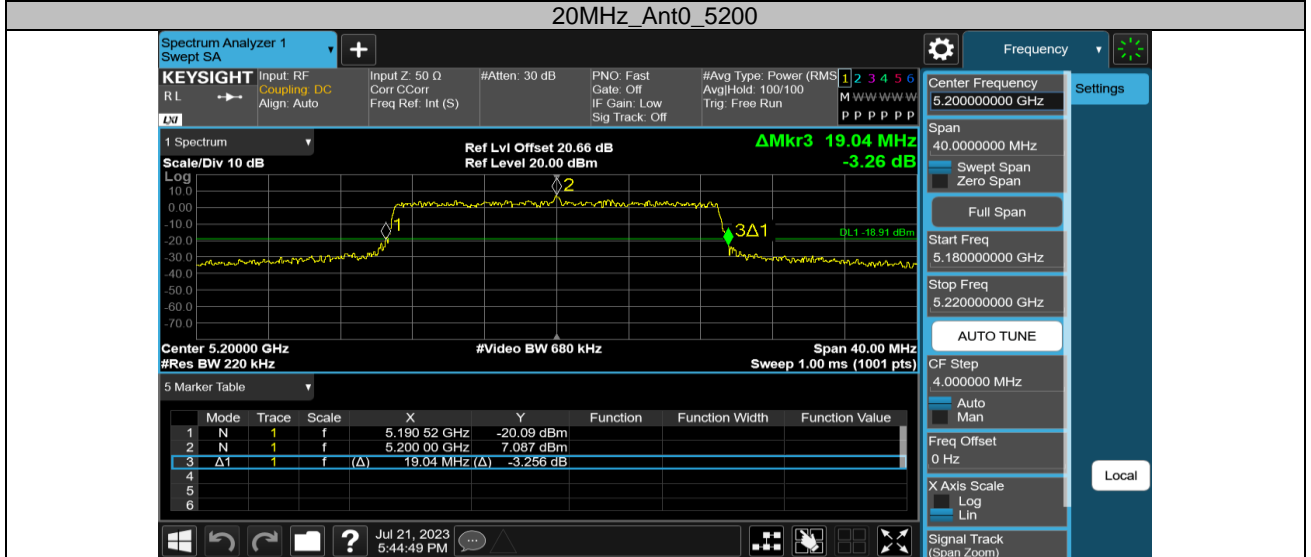 20MHz_Ant0_5200
Spectrum Analyzer 1
Swept SA
+
Frequency
KEYSIGHT
RL
LXI
Input: RF
Coupling: DC
Align: Auto
Input Z: 50 Ω
Corr CCorr
Freq Ref: Int (S)
#Atten: 30 dB
PNO: Fast
Gate: Off
IF Gain: Low
Sig Track: Off
#Avg Type: Power (RMS
Avg|Hold: 100/100
Trig: Free Run
1 2 3 4 5 6
M W W W W W
P P P P P P
1 Spectrum
Scale/Div 10 dB
Ref Lvl Offset 20.66 dB
Ref Level 20.00 dBm
ΔMkr3 19.04 MHz
-3.26 dB
Log
10.0
0.00
-10.0
-20.0
-30.0
-40.0
-50.0
-60.0
-70.0
1
2
3Δ1
DL1 -18.91 dBm
Center 5.20000 GHz
#Video BW 680 kHz
Span 40.00 MHz
#Res BW 220 kHz
Sweep 1.00 ms (1001 pts)
5 Marker Table
Mode Trace Scale X Y Function Function Width Function Value
1 N 1 f 5.190 52 GHz -20.09 dBm
2 N 1 f 5.200 00 GHz 7.087 dBm
3 Δ1 1 f (Δ) 19.04 MHz (Δ) -3.256 dB
4
5
6
?
Jul 21, 2023
5:44:49 PM
Center Frequency
5.200000000 GHz
Settings
Span
40.0000000 MHz
Swept Span
Zero Span
Full Span
Start Freq
5.180000000 GHz
Stop Freq
5.220000000 GHz
AUTO TUNE
CF Step
4.000000 MHz
Auto
Man
Freq Offset
0 Hz
X Axis Scale
Log
Lin
Local
Signal Track
(Span Zoom)